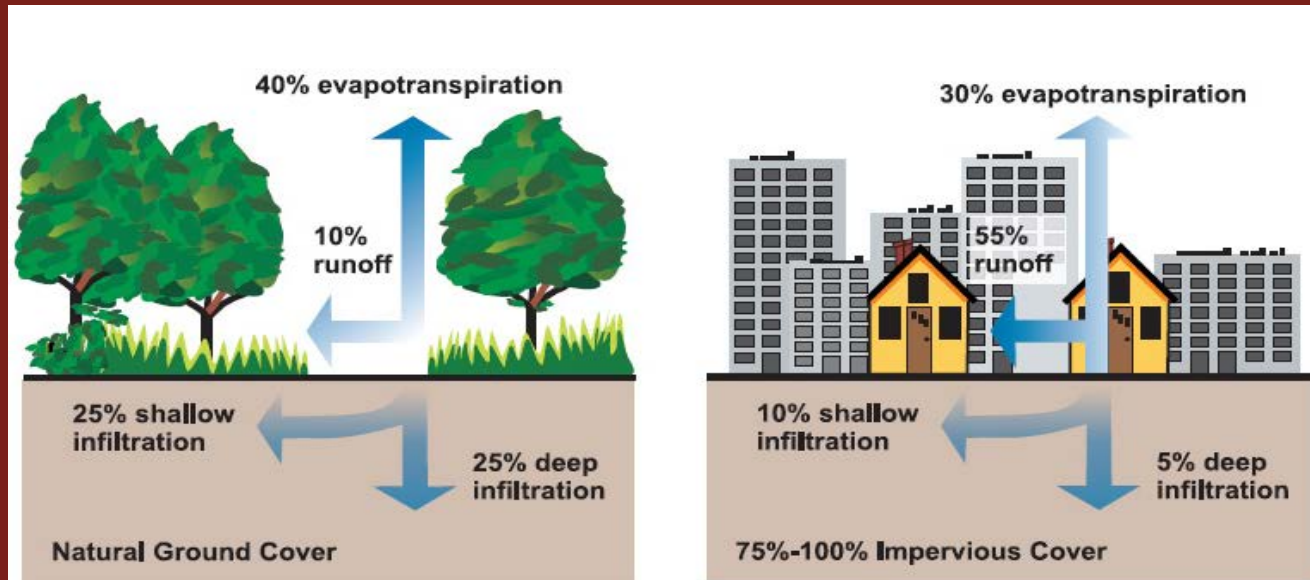 40% evapotranspiration
10%
runoff
25% shallow
infiltration
25% deep
infiltration
Natural Ground Cover
30% evapotranspiration
55%
runoff
10% shallow
infiltration
5% deep
infiltration
75%-100% Impervious Cover